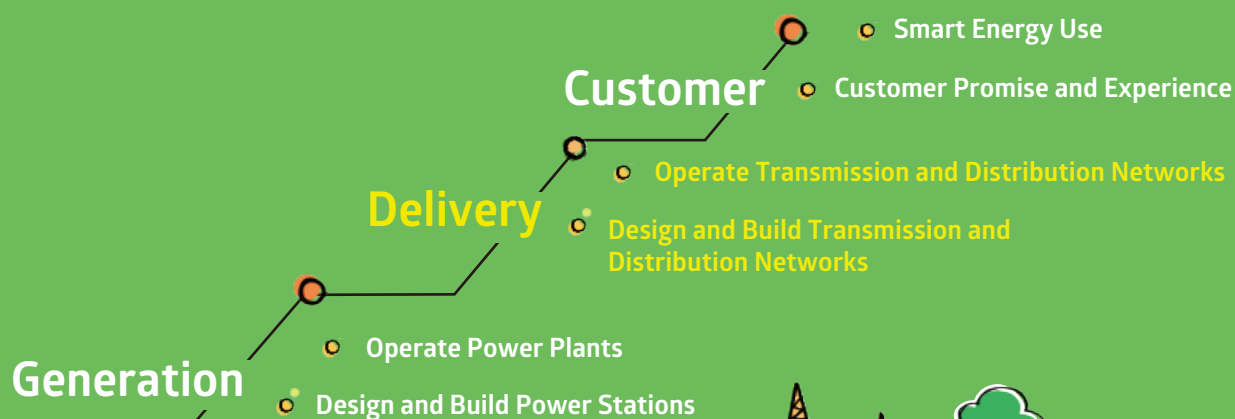 Smart Energy Use
Customer
Customer Promise and Experience
Operate Transmission and Distribution Networks
Delivery
Design and Build Transmission and
Distribution Networks
Operate Power Plants
Generation
Design and Build Power Stations